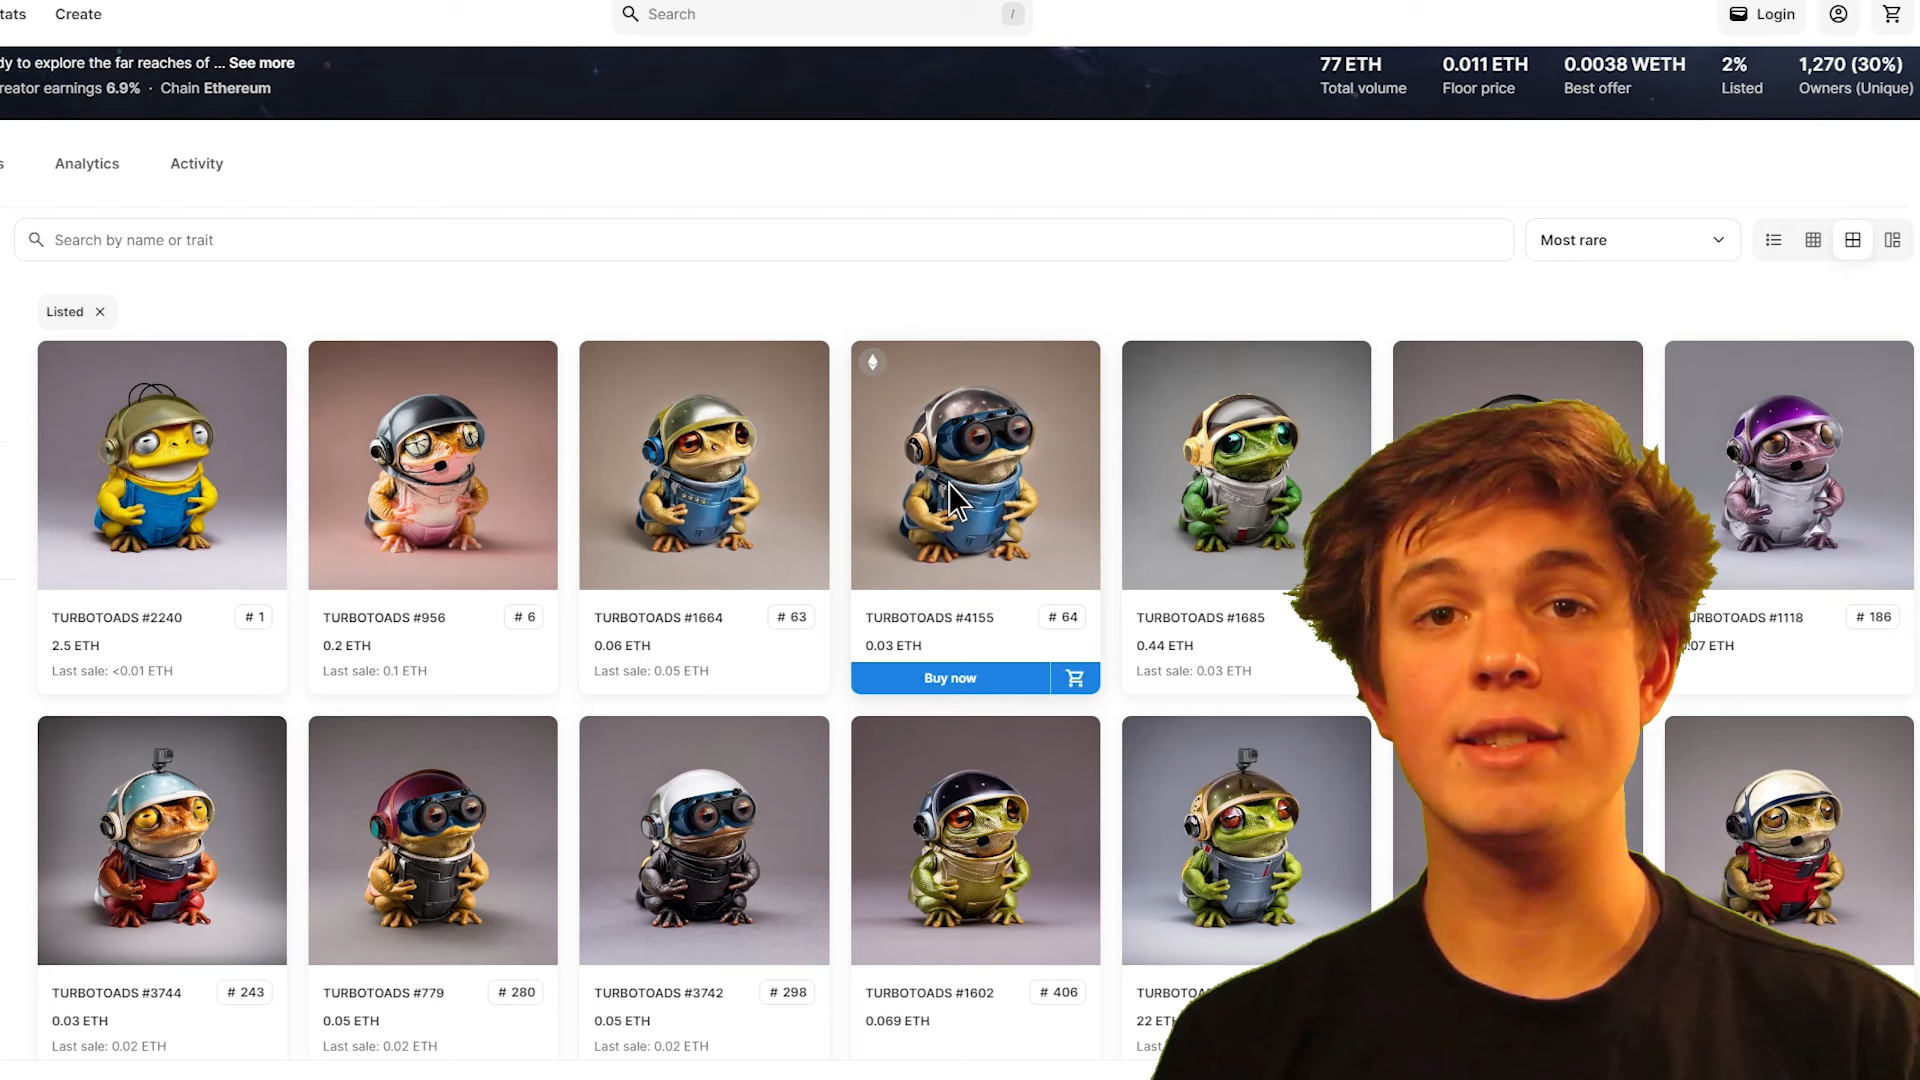 tats Create Search / Login
dy to explore the far reaches of ... See more
reator earnings 6.9% · Chain Ethereum
77 ETH 0.011 ETH 0.0038 WETH 2% 1,270 (30%)
Total volume Floor price Best offer Listed Owners (Unique)
s Analytics Activity
Search by name or trait Most rare
Listed
TURBOTOADS #2240 # 1
2.5 ETH
Last sale: <0.01 ETH
TURBOTOADS #956 # 6
0.2 ETH
Last sale: 0.1 ETH
TURBOTOADS #1664 # 63
0.06 ETH
Last sale: 0.05 ETH
TURBOTOADS #4155 # 64
0.03 ETH
Buy now
TURBOTOADS #1685
0.44 ETH
Last sale: 0.03 ETH
URBOTOADS #1118 # 186
.07 ETH
TURBOTOADS #3744 # 243
0.03 ETH
Last sale: 0.02 ETH
TURBOTOADS #779 # 280
0.05 ETH
Last sale: 0.02 ETH
TURBOTOADS #3742 # 298
0.05 ETH
Last sale: 0.02 ETH
TURBOTOADS #1602 # 406
0.069 ETH
TURBOTOA
22 ETH
Last